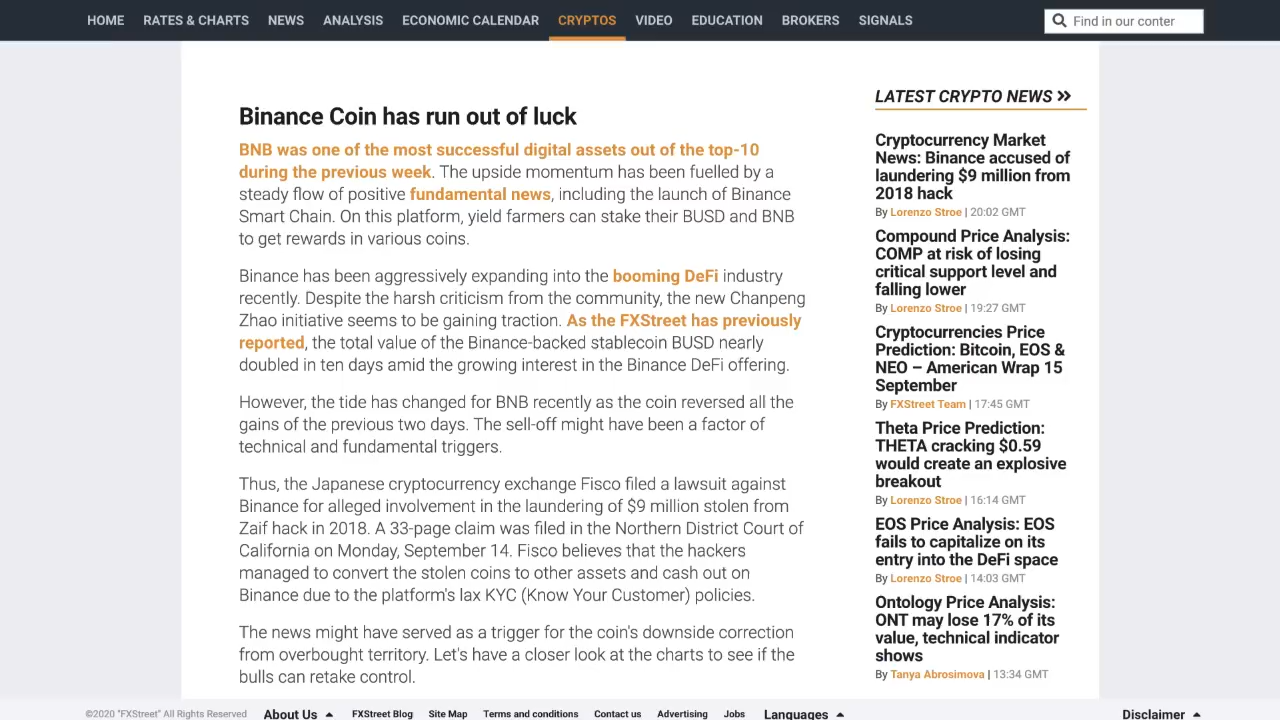 HOME RATES & CHARTS NEWS ANALYSIS ECONOMIC CALENDAR CRYPTOS VIDEO EDUCATION BROKERS SIGNALS Find in our conter
Binance Coin has run out of luck
BNB was one of the most successful digital assets out of the top-10
during the previous week. The upside momentum has been fuelled by a
steady flow of positive fundamental news, including the launch of Binance
Smart Chain. On this platform, yield farmers can stake their BUSD and BNB
to get rewards in various coins.
Binance has been aggressively expanding into the booming DeFi industry
recently. Despite the harsh criticism from the community, the new Chanpeng
Zhao initiative seems to be gaining traction. As the FXStreet has previously
reported, the total value of the Binance-backed stablecoin BUSD nearly
doubled in ten days amid the growing interest in the Binance DeFi offering.
However, the tide has changed for BNB recently as the coin reversed all the
gains of the previous two days. The sell-off might have been a factor of
technical and fundamental triggers.
Thus, the Japanese cryptocurrency exchange Fisco filed a lawsuit against
Binance for alleged involvement in the laundering of $9 million stolen from
Zaif hack in 2018. A 33-page claim was filed in the Northern District Court of
California on Monday, September 14. Fisco believes that the hackers
managed to convert the stolen coins to other assets and cash out on
Binance due to the platform's lax KYC (Know Your Customer) policies.
The news might have served as a trigger for the coin's downside correction
from overbought territory. Let's have a closer look at the charts to see if the
bulls can retake control.
LATEST CRYPTO NEWS
Cryptocurrency Market
News: Binance accused of
laundering $9 million from
2018 hack
By Lorenzo Stroe | 20:02 GMT
Compound Price Analysis:
COMP at risk of losing
critical support level and
falling lower
By Lorenzo Stroe | 19:27 GMT
Cryptocurrencies Price
Prediction: Bitcoin, EOS &
NEO – American Wrap 15
September
By FXStreet Team | 17:45 GMT
Theta Price Prediction:
THETA cracking $0.59
would create an explosive
breakout
By Lorenzo Stroe | 16:14 GMT
EOS Price Analysis: EOS
fails to capitalize on its
entry into the DeFi space
By Lorenzo Stroe | 14:03 GMT
Ontology Price Analysis:
ONT may lose 17% of its
value, technical indicator
shows
By Tanya Abrosimova | 13:34 GMT
©2020 "FXStreet" All Rights Reserved About Us FXStreet Blog Site Map Terms and conditions Contact us Advertising Jobs Languages Disclaimer